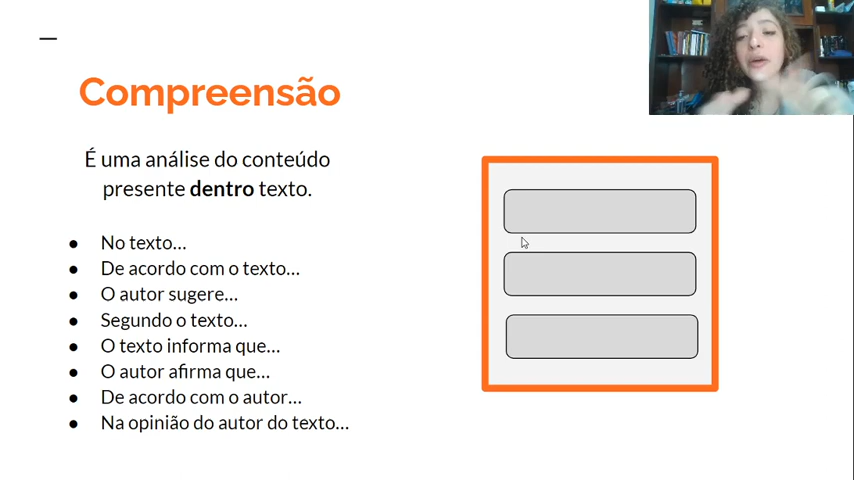 Compreensão
É uma análise do conteúdo
presente dentro texto.
● No texto...
● De acordo com o texto...
● O autor sugere...
● Segundo o texto...
● O texto informa que...
● O autor afirma que...
● De acordo com o autor...
● Na opinião do autor do texto...